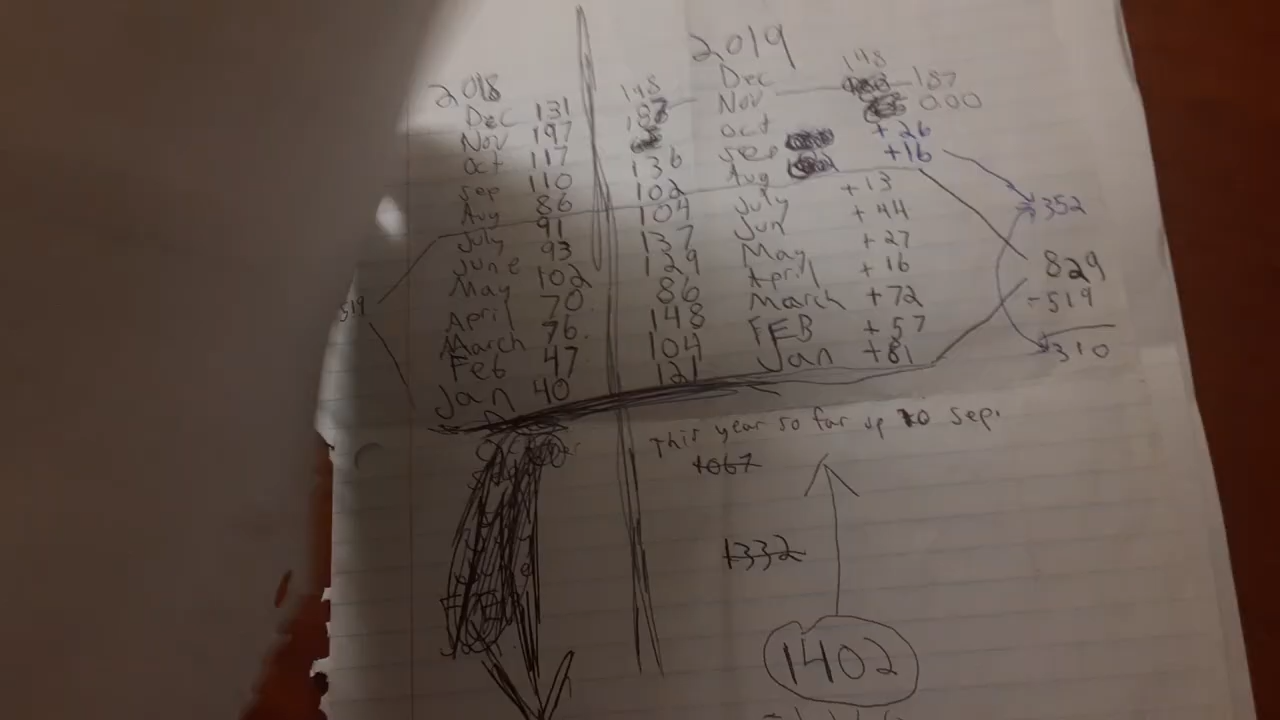 2018
Dec 131
Nov 197
Oct 117
Sep 110
Aug 86
July 91
June 93
May 102
April 70
March 76
Feb 47
Jan 40
519
148
187
136
102
104
137
129
86
148
104
121
2019
Dec 148
Nov 187
oct 0.00
Sep +26
Aug +16
July +13
Jun +44
May +27
April +16
March +72
FEB +57
Jan +81
352
829
-519
310
This year so far up to Sep.
1067
1332
1402